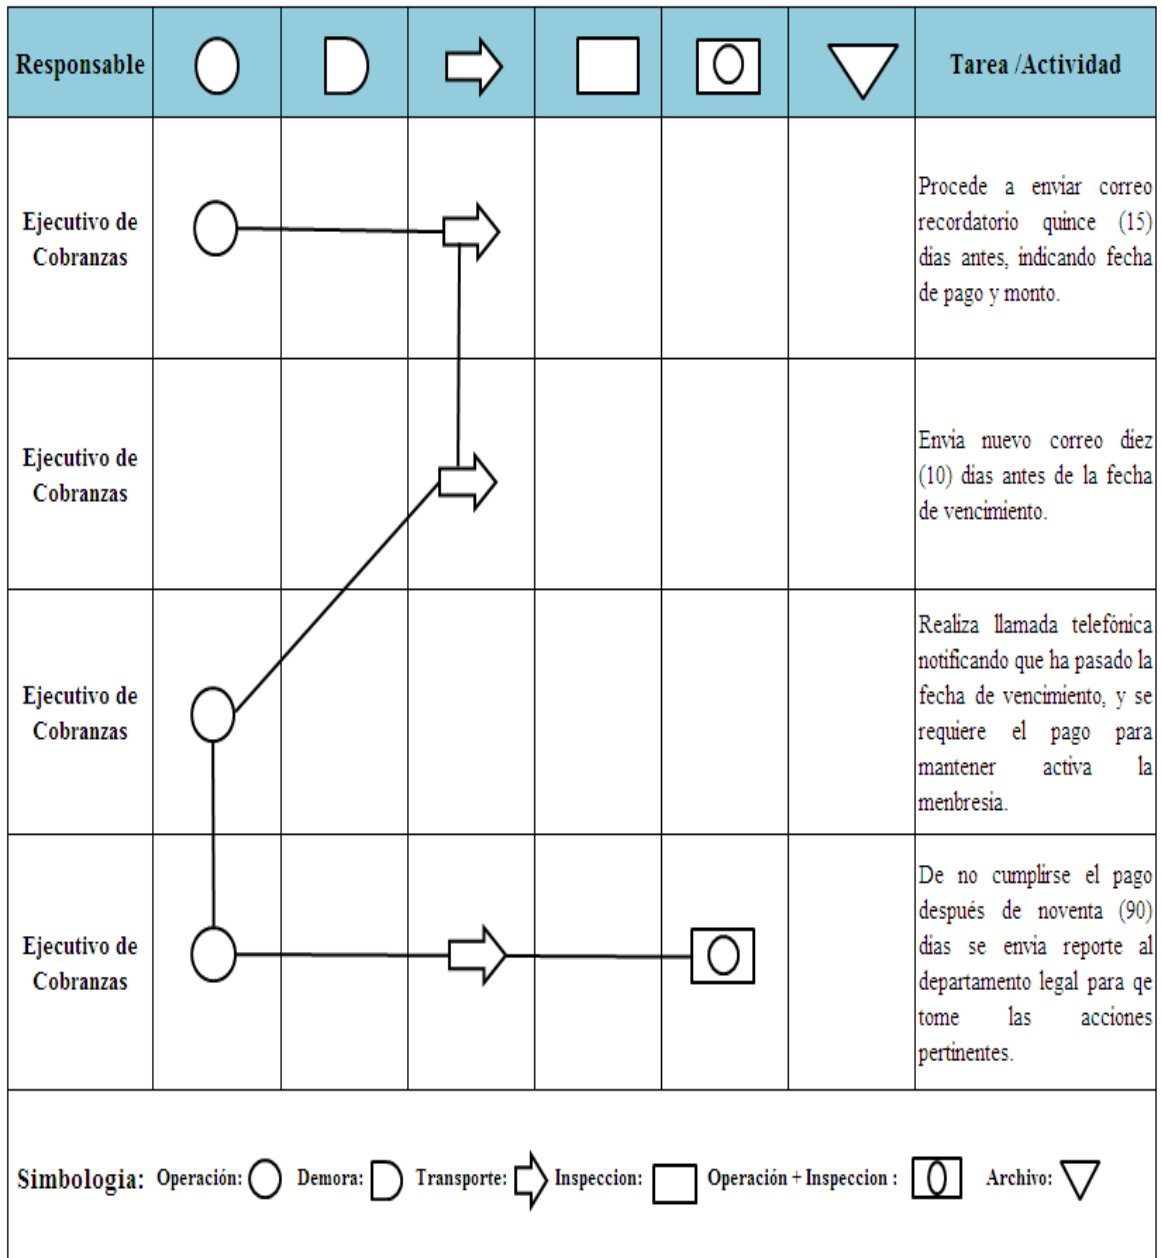 Responsable
Tarea /Actividad
Ejecutivo de
Cobranzas
Procede a enviar correo
recordatorio quince (15)
dias antes, indicando fecha
de pago y monto.
Ejecutivo de
Cobranzas
Envia nuevo correo diez
(10) dias antes de la fecha
de vencimiento.
Ejecutivo de
Cobranzas
Realiza llamada telefónica
notificando que ha pasado la
fecha de vencimiento, y se
requiere el pago para
mantener activa la
menbresia.
Ejecutivo de
Cobranzas
De no cumplirse el pago
después de noventa (90)
dias se envia reporte al
departamento legal para qe
tome las acciones
pertinentes.
Simbologia: Operación: Demora: Transporte: Inspeccion: Operación + Inspeccion : Archivo: